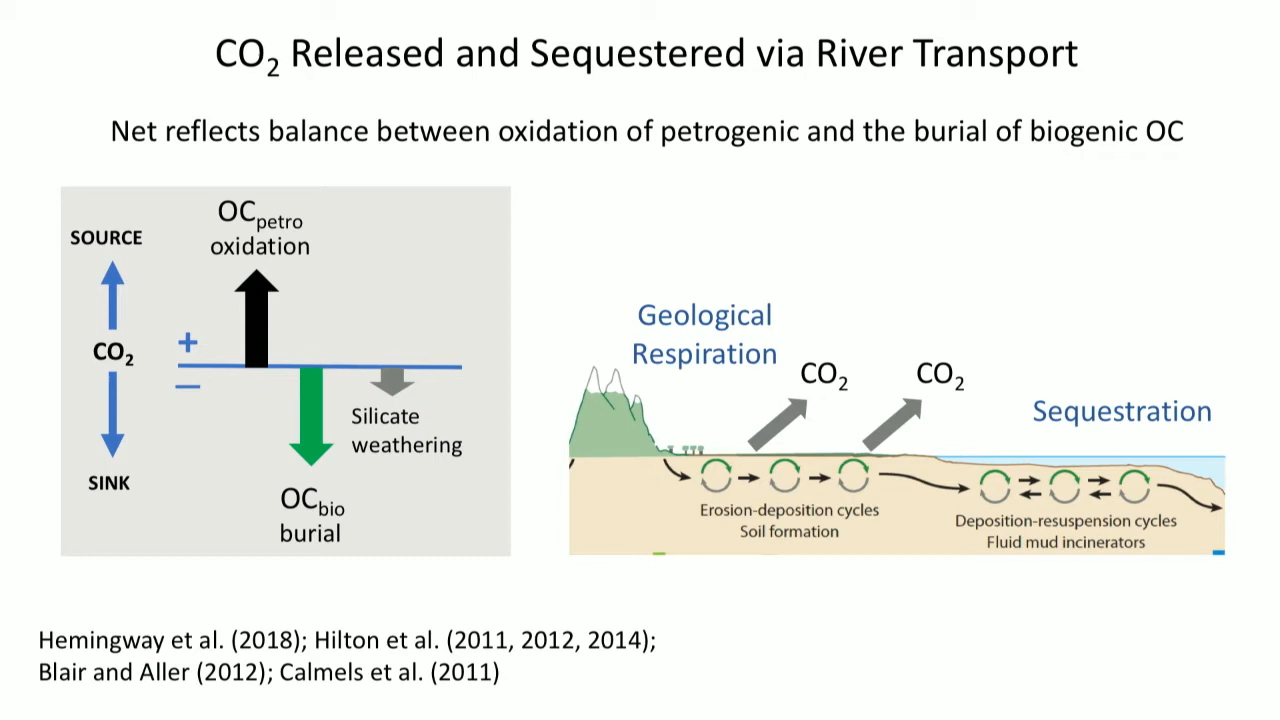 CO₂ Released and Sequestered via River Transport
Net reflects balance between oxidation of petrogenic and the burial of biogenic OC
SOURCE
CO₂
SINK
+
–
OCpetro
oxidation
Silicate
weathering
OCbio
burial
Geological
Respiration
CO₂
CO₂
Sequestration
Erosion-deposition cycles
Soil formation
Deposition-resuspension cycles
Fluid mud incinerators
Hemingway et al. (2018); Hilton et al. (2011, 2012, 2014);
Blair and Aller (2012); Calmels et al. (2011)